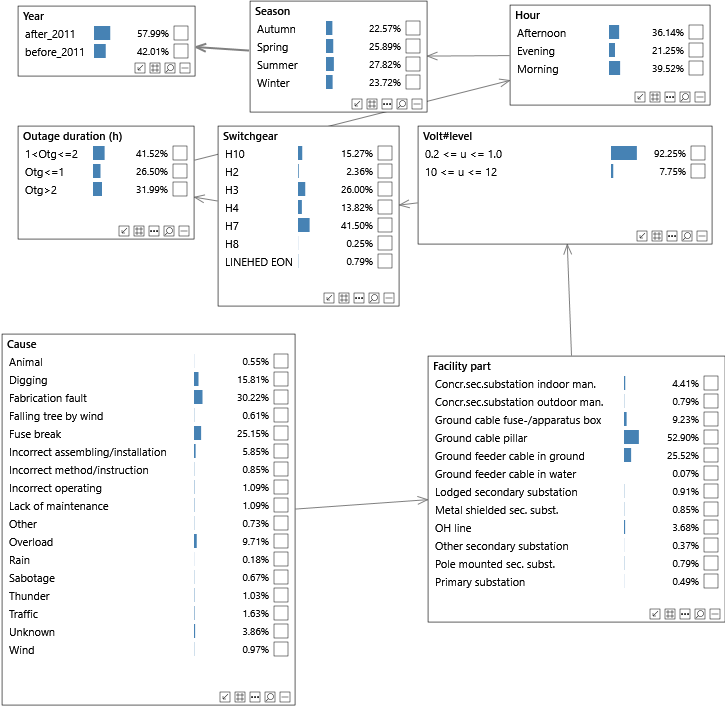 Year
after_2011 57.99%
before_2011 42.01%
Season
Autumn 22.57%
Spring 25.89%
Summer 27.82%
Winter 23.72%
Hour
Afternoon 36.14%
Evening 21.25%
Morning 39.52%
Outage duration (h)
1<Otg<=2 41.52%
Otg<=1 26.50%
Otg>2 31.99%
Switchgear
H10 15.27%
H2 2.36%
H3 26.00%
H4 13.82%
H7 41.50%
H8 0.25%
LINEHED EON 0.79%
Volt#level
0.2 <= u <= 1.0 92.25%
10 <= u <= 12 7.75%
Cause
Animal 0.55%
Digging 15.81%
Fabrication fault 30.22%
Falling tree by wind 0.61%
Fuse break 25.15%
Incorrect assembling/installation 5.85%
Incorrect method/instruction 0.85%
Incorrect operating 1.09%
Lack of maintenance 1.09%
Other 0.73%
Overload 9.71%
Rain 0.18%
Sabotage 0.67%
Thunder 1.03%
Traffic 1.63%
Unknown 3.86%
Wind 0.97%
Facility part
Concr.sec.substation indoor man. 4.41%
Concr.sec.substation outdoor man. 0.79%
Ground cable fuse-/apparatus box 9.23%
Ground cable pillar 52.90%
Ground feeder cable in ground 25.52%
Ground feeder cable in water 0.07%
Lodged secondary substation 0.91%
Metal shielded sec. subst. 0.85%
OH line 3.68%
Other secondary substation 0.37%
Pole mounted sec. subst. 0.79%
Primary substation 0.49%